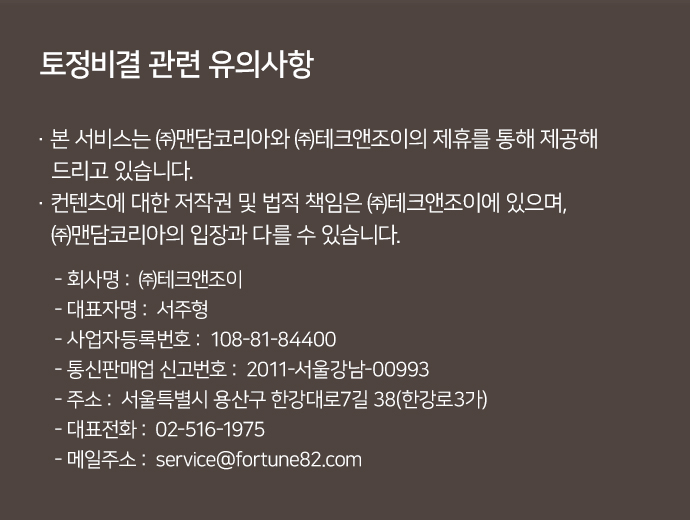 토정비결 관련 유의사항
· 본 서비스는 ㈜맨담코리아와 ㈜테크앤조이의 제휴를 통해 제공해
드리고 있습니다.
· 컨텐츠에 대한 저작권 및 법적 책임은 ㈜테크앤조이에 있으며,
㈜맨담코리아의 입장과 다를 수 있습니다.
- 회사명 : ㈜테크앤조이
- 대표자명 : 서주형
- 사업자등록번호 : 108-81-84400
- 통신판매업 신고번호 : 2011-서울강남-00993
- 주소 : 서울특별시 용산구 한강대로7길 38(한강로3가)
- 대표전화 : 02-516-1975
- 메일주소 : service@fortune82.com